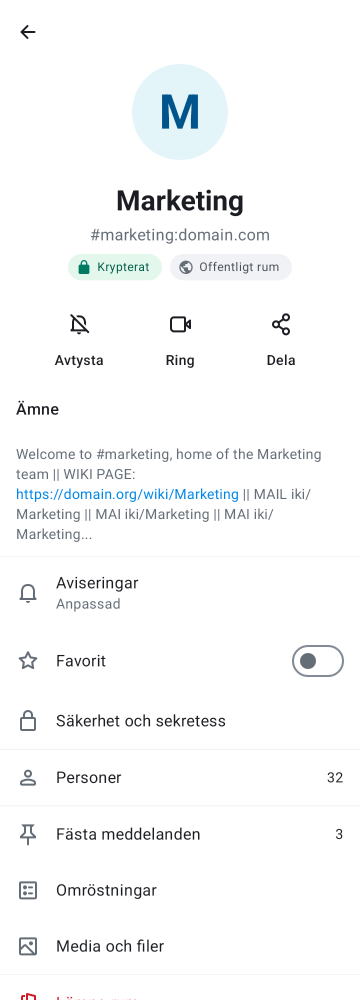 M
Marketing
#marketing:domain.com
Krypterat Offentligt rum
Avtysta Ring Dela
Ämne
Welcome to #marketing, home of the Marketing
team || WIKI PAGE:
https://domain.org/wiki/Marketing || MAIL iki/
Marketing || MAI iki/Marketing || MAI iki/
Marketing...
Aviseringar
Anpassad
Favorit
Säkerhet och sekretess
Personer 32
Fästa meddelanden 3
Omröstningar
Media och filer